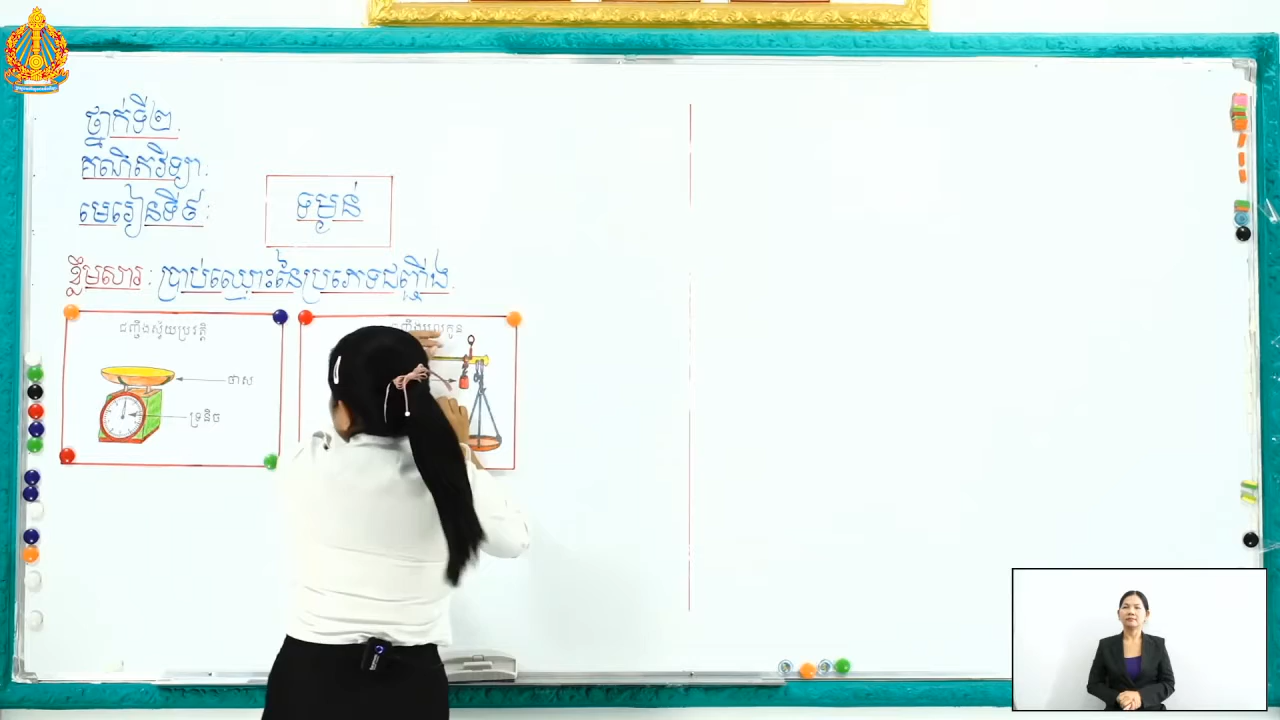 ថ្នាក់ទី២ :
គណិតវិទ្យា :
មេរៀនទី៩ :
ទម្ងន់
ខ្លឹមសារ : ប្រាប់ឈ្មោះនៃប្រភេទជញ្ជីង.
ជញ្ជីងស្វ័យប្រវត្តិ
ថាស
ទ្រនិច